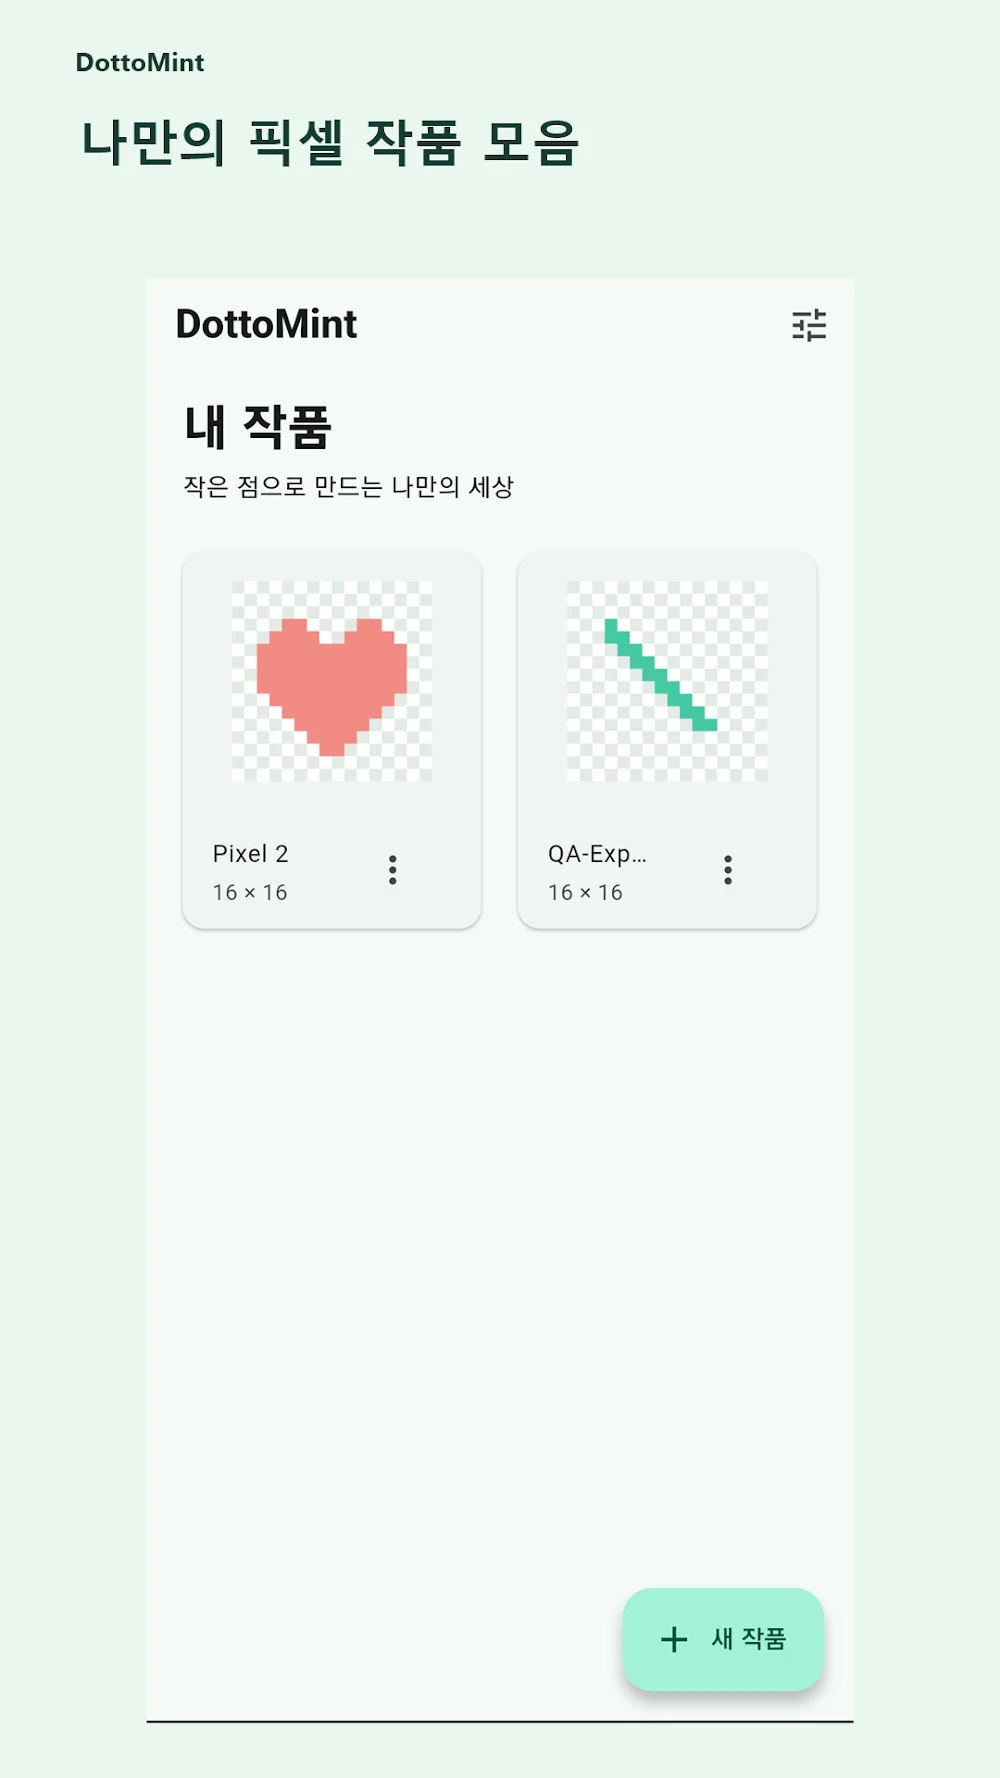 DottoMint
나만의 픽셀 작품 모음
DottoMint
내 작품
작은 점으로 만드는 나만의 세상
Pixel 2
16 × 16
QA-Exp...
16 × 16
+ 새 작품